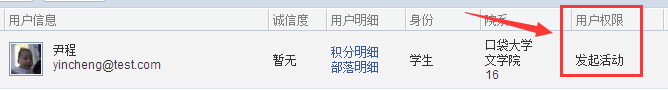 用户信息 诚信度 用户明细 身份 院系 用户权限
尹程
yincheng@test.com
暂无
积分明细
部落明细
学生
口袋大学
文学院
16
发起活动